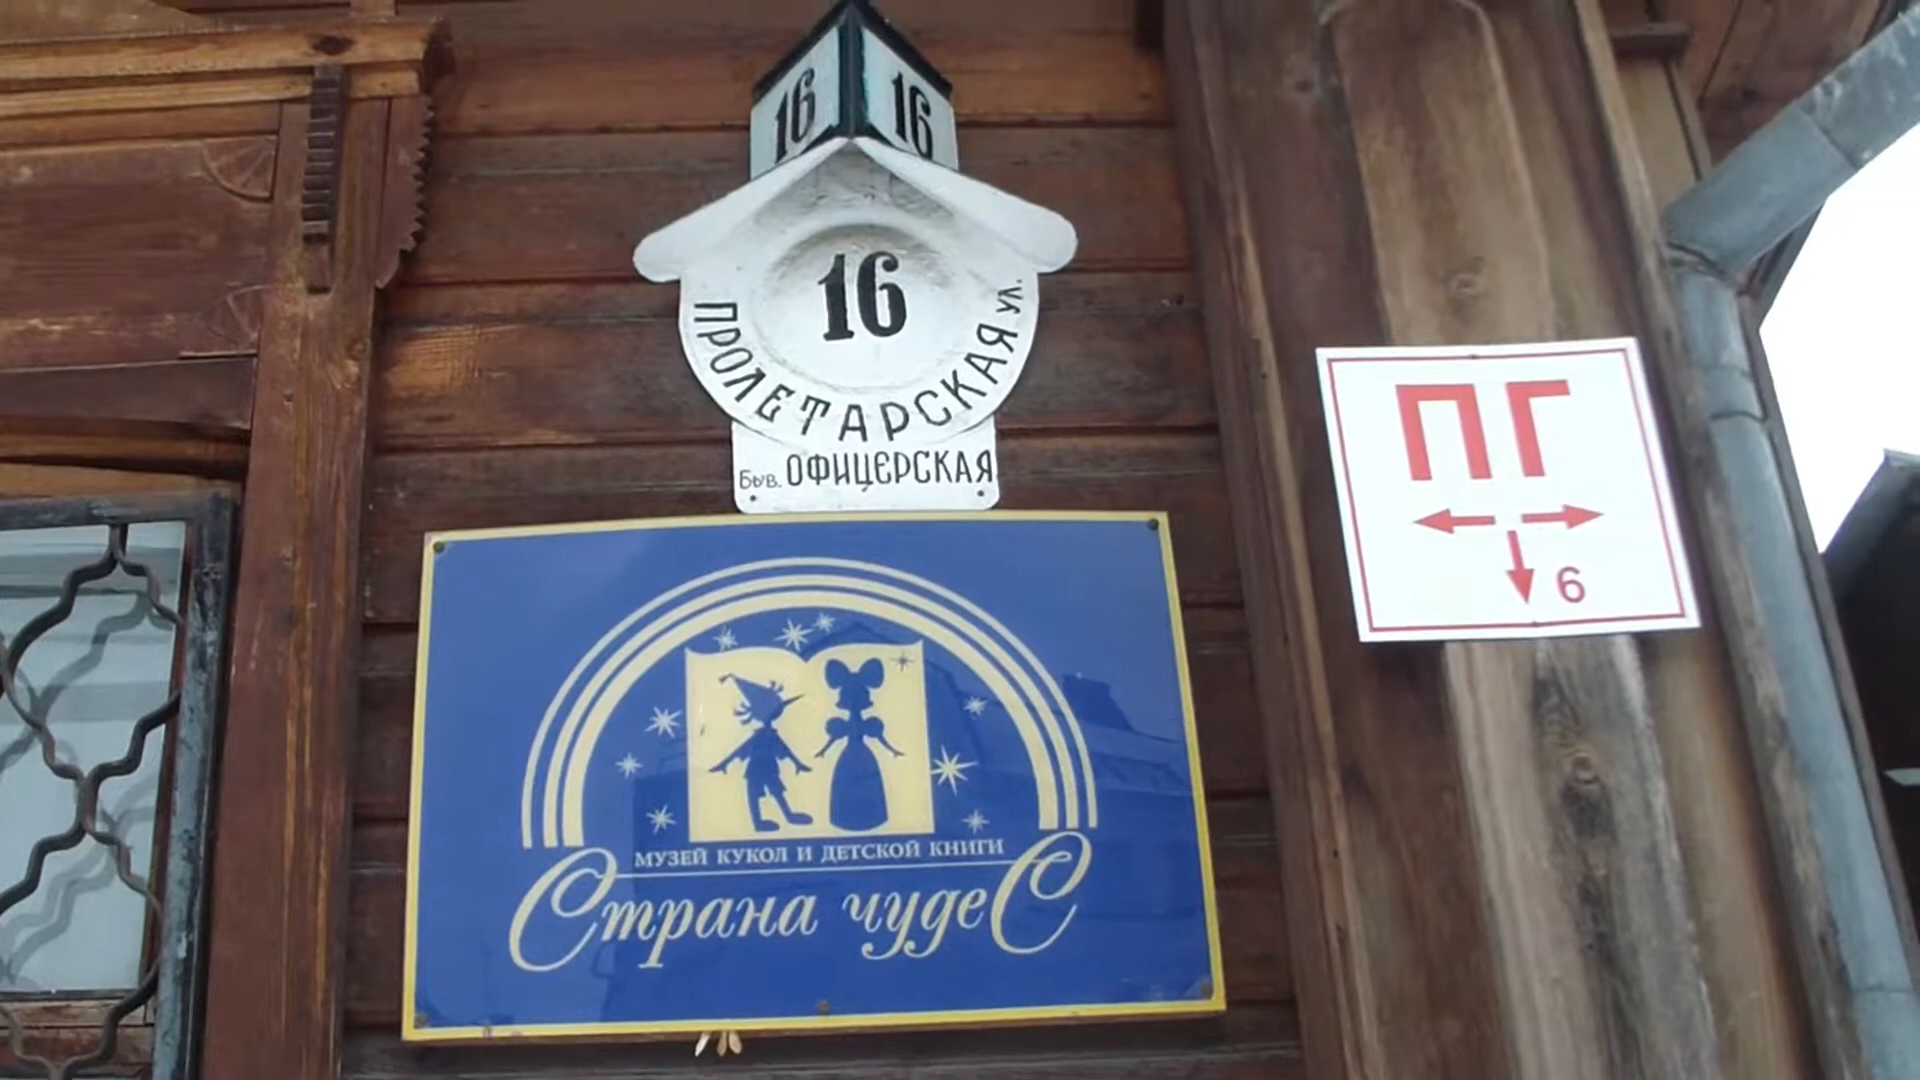 16 16
16
ПРОЛЕТАРСКАЯ ул.
Быв. ОФИЦЕРСКАЯ
ПГ
6
МУЗЕЙ КУКОЛ И ДЕТСКОЙ КНИГИ
Страна чудеС